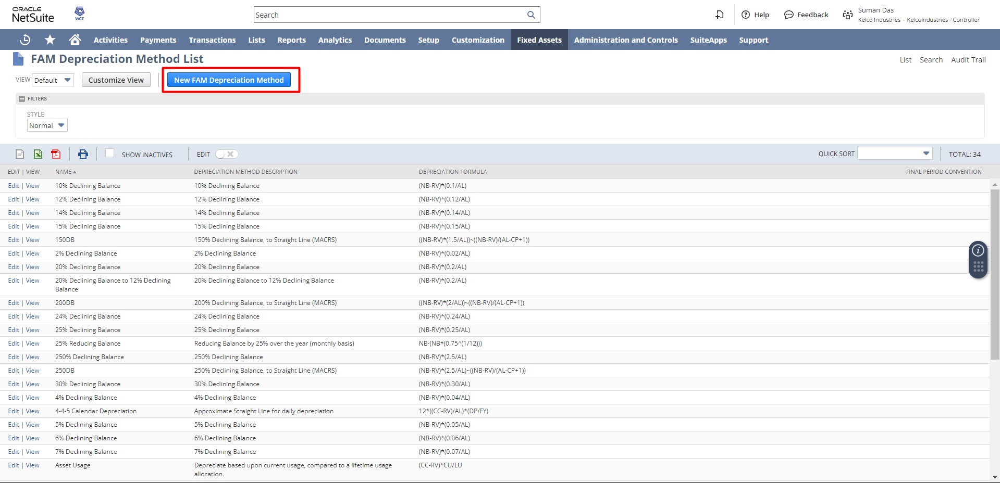 ORACLE
NetSuite
WCT
Search
Help
Feedback
Suman Das
Kelco Industries - KelcoIndustries - Controller
Activities Payments Transactions Lists Reports Analytics Documents Setup Customization Fixed Assets Administration and Controls SuiteApps Support
FAM Depreciation Method List
List Search Audit Trail
VIEW Default Customize View New FAM Depreciation Method
FILTERS
STYLE
Normal
SHOW INACTIVES EDIT QUICK SORT TOTAL: 34
EDIT | VIEW NAME DEPRECIATION METHOD DESCRIPTION DEPRECIATION FORMULA FINAL PERIOD CONVENTION
Edit | View 10% Declining Balance 10% Declining Balance (NB-RV)*(0.1/AL)
Edit | View 12% Declining Balance 12% Declining Balance (NB-RV)*(0.12/AL)
Edit | View 14% Declining Balance 14% Declining Balance (NB-RV)*(0.14/AL)
Edit | View 15% Declining Balance 15% Declining Balance (NB-RV)*(0.15/AL)
Edit | View 150DB 150% Declining Balance, to Straight Line (MACRS) ((NB-RV)*(1.5/AL))~((NB-RV)/(AL-CP+1))
Edit | View 2% Declining Balance 2% Declining Balance (NB-RV)*(0.02/AL)
Edit | View 20% Declining Balance 20% Declining Balance (NB-RV)*(0.2/AL)
Edit | View 20% Declining Balance to 12% Declining 20% Declining Balance to 12% Declining Balance (NB-RV)*(0.2/AL)
Balance
Edit | View 200DB 200% Declining Balance, to Straight Line (MACRS) ((NB-RV)*(2/AL))~((NB-RV)/(AL-CP+1))
Edit | View 24% Declining Balance 24% Declining Balance (NB-RV)*(0.24/AL)
Edit | View 25% Declining Balance 25% Declining Balance (NB-RV)*(0.25/AL)
Edit | View 25% Reducing Balance Reducing Balance by 25% over the year (monthly basis) NB-(NB*(0.75^(1/12)))
Edit | View 250% Declining Balance 250% Declining Balance (NB-RV)*(2.5/AL)
Edit | View 250DB 250% Declining Balance, to Straight Line (MACRS) (NB-RV)*(2.5/AL)~((NB-RV)/(AL-CP+1))
Edit | View 30% Declining Balance 30% Declining Balance (NB-RV)*(0.30/AL)
Edit | View 4% Declining Balance 4% Declining Balance (NB-RV)*(0.04/AL)
Edit | View 4-4-5 Calendar Depreciation Approximate Straight Line for daily depreciation 12*((CC-RV)/AL)*(DP/FY)
Edit | View 5% Declining Balance 5% Declining Balance (NB-RV)*(0.05/AL)
Edit | View 6% Declining Balance 6% Declining Balance (NB-RV)*(0.06/AL)
Edit | View 7% Declining Balance 7% Declining Balance (NB-RV)*(0.07/AL)
Edit | View Asset Usage Depreciate based upon current usage, compared to a lifetime usage (CC-RV)*CU/LU
allocation.